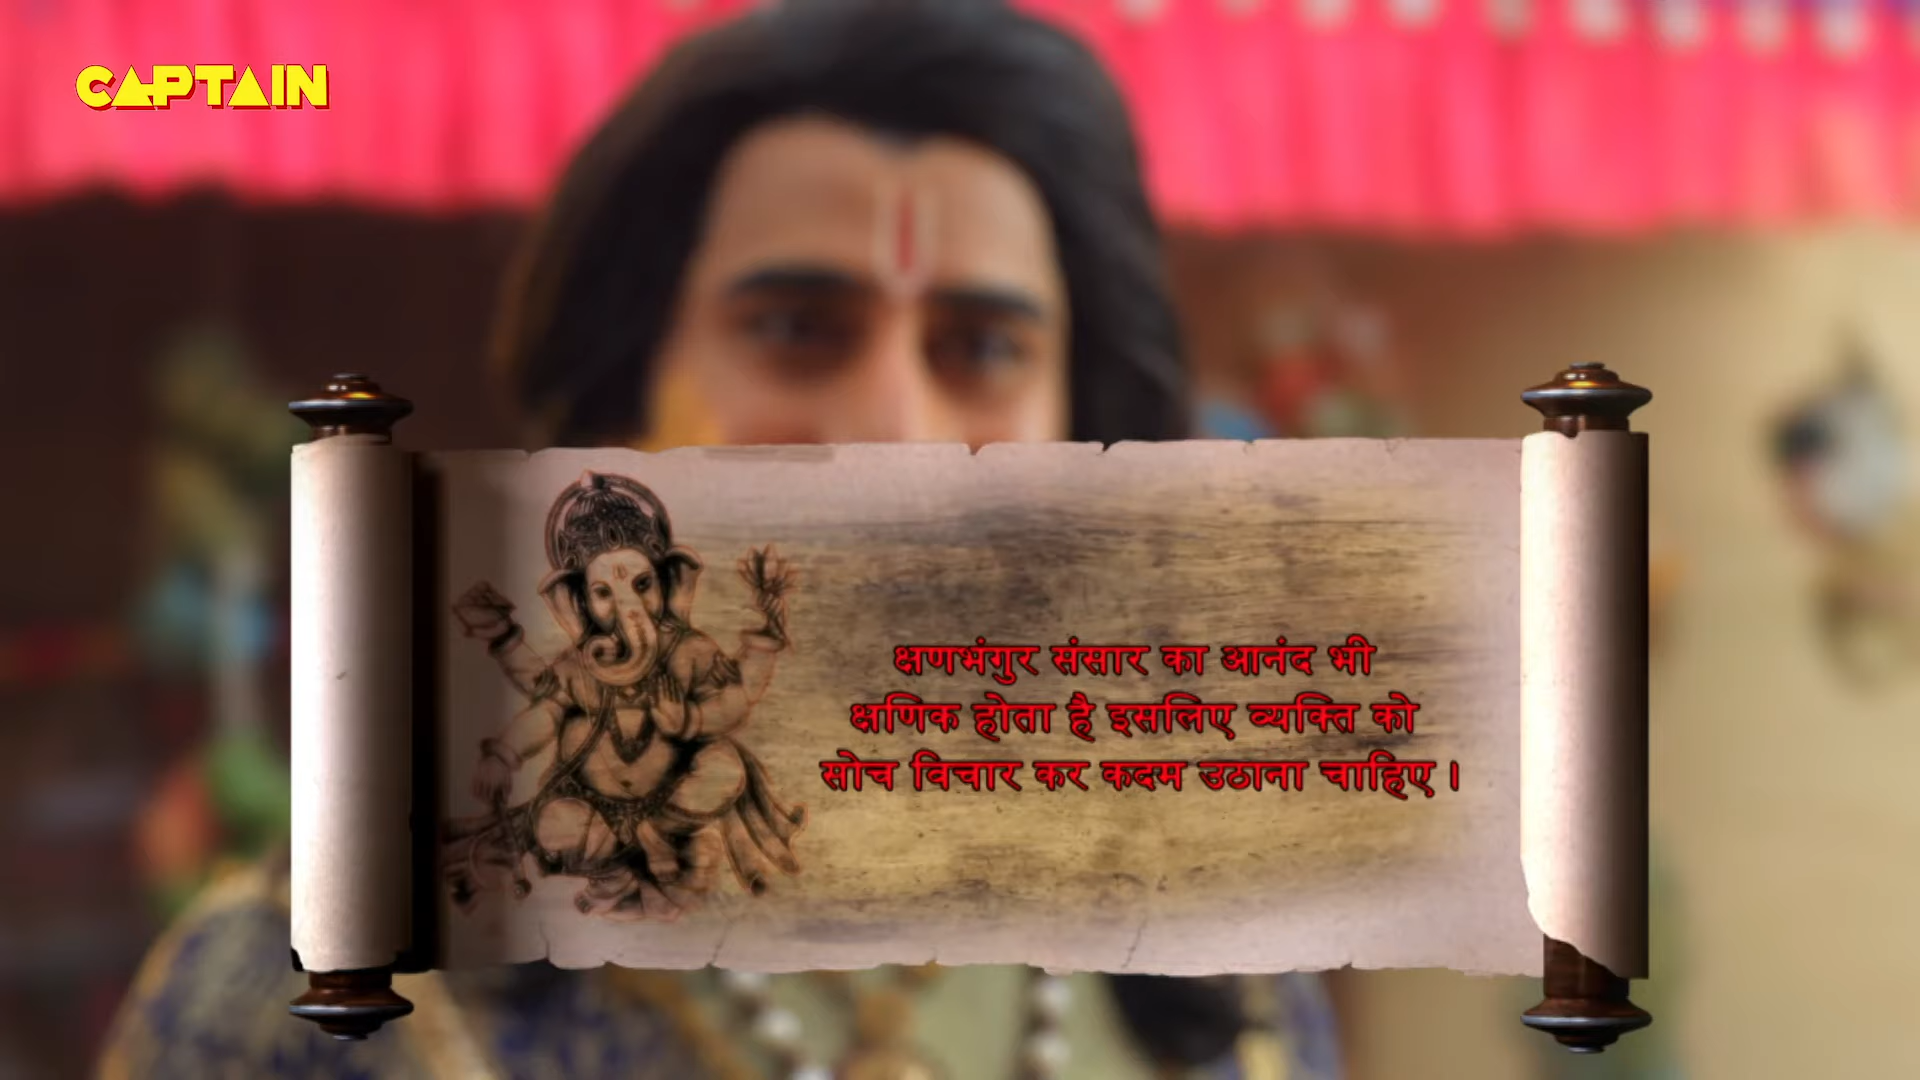 CAPTAIN
क्षणभंगुर संसार का आनंद भी
क्षणिक होता है इसलिए व्यक्ति को
सोच विचार कर कदम उठाना चाहिए।